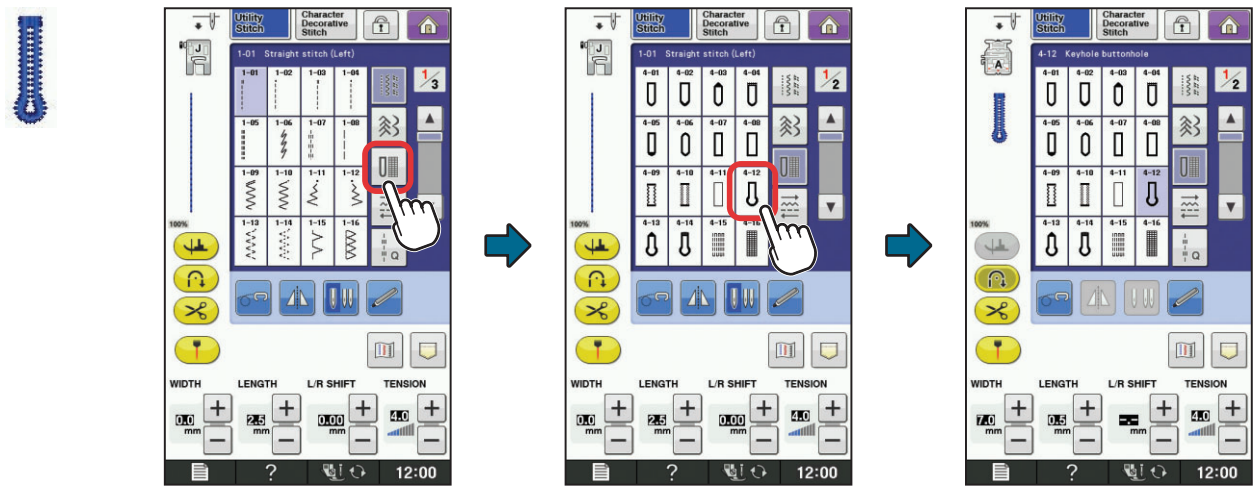 Utility
Stitch
Character
Decorative
Stitch
J
1-01 Straight stitch (Left)
1-01 1-02 1-03 1-04
1/3
1-05 1-06 1-07 1-08
1-09 1-10 1-11 1-12
100%
1-13 1-14 1-15 1-16
Q
WIDTH LENGTH L/R SHIFT TENSION
0.0 mm + − 2.5 mm + − 0.00 mm + − 4.0 + −
? 12:00
Utility
Stitch
Character
Decorative
Stitch
J
1-01 Straight stitch (Left)
4-01 4-02 4-03 4-04
1/2
4-05 4-06 4-07 4-08
4-09 4-10 4-11 4-12
100%
4-13 4-14 4-15 4-16
WIDTH LENGTH L/R SHIFT TENSION
0.0 mm + − 2.5 mm + − 0.00 mm + − 4.0 + −
? 12:00
Utility
Stitch
Character
Decorative
Stitch
A
4-12 Keyhole buttonhole
4-01 4-02 4-03 4-04
1/2
4-05 4-06 4-07 4-08
4-09 4-10 4-11 4-12
100%
4-13 4-14 4-15 4-16
Q
WIDTH LENGTH L/R SHIFT TENSION
7.0 mm + − 0.5 mm + − -.-- mm + − 4.0 + −
? 12:00